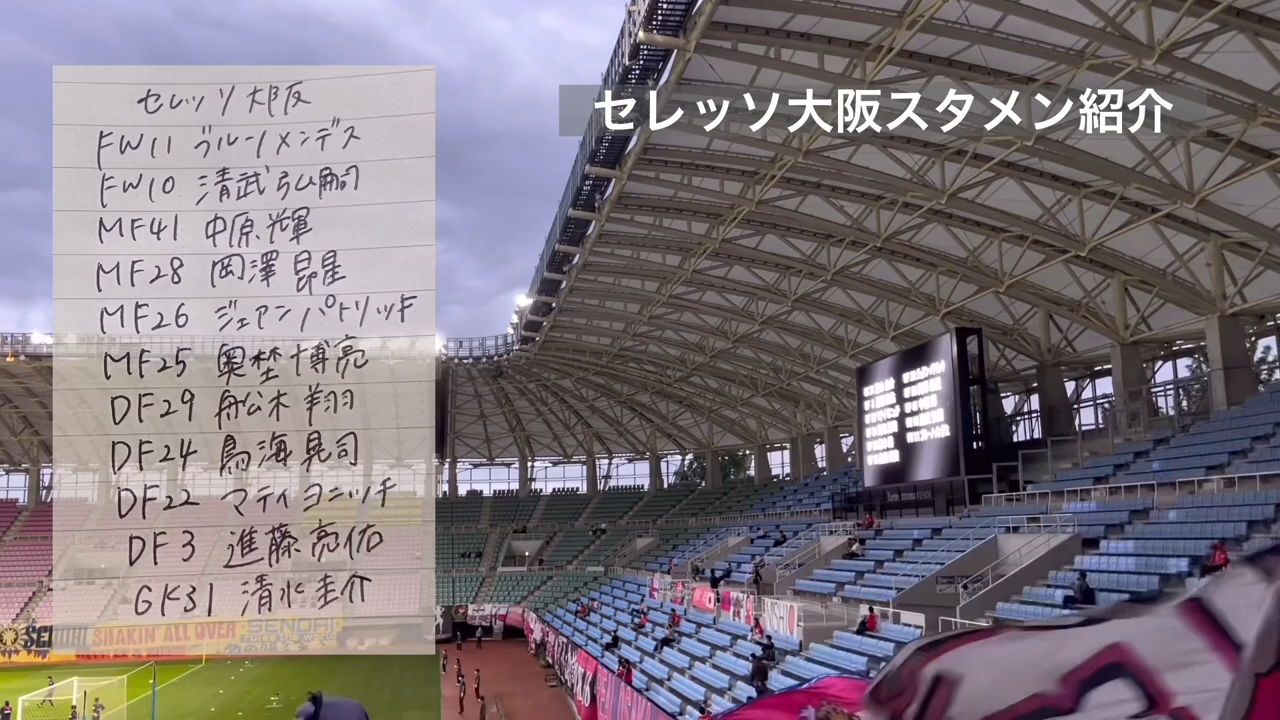 セレッソ大阪スタメン紹介
セレッソ大阪
FW11 ブルーノメンデス
FW10 清武弘嗣
MF41 中原輝
MF28 岡澤昂星
MF26 ジェアンパトリッキ
MF25 奥埜博亮
DF29 舩木翔
DF24 鳥海晃司
DF22 マティヨニッチ
DF3 進藤亮佑
GK31 清水圭介
SHAKIN' ALL OVER
SENDAI